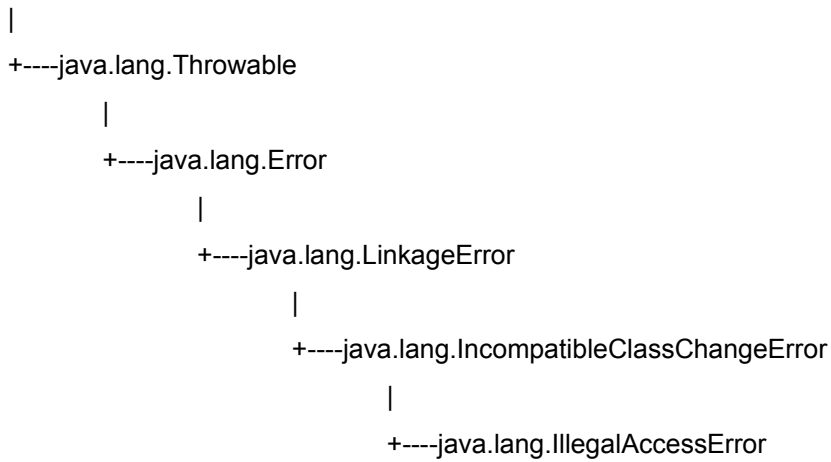 |
+----java.lang.Throwable
|
+----java.lang.Error
|
+----java.lang.LinkageError
|
+----java.lang.IncompatibleClassChangeError
|
+----java.lang.IllegalAccessError